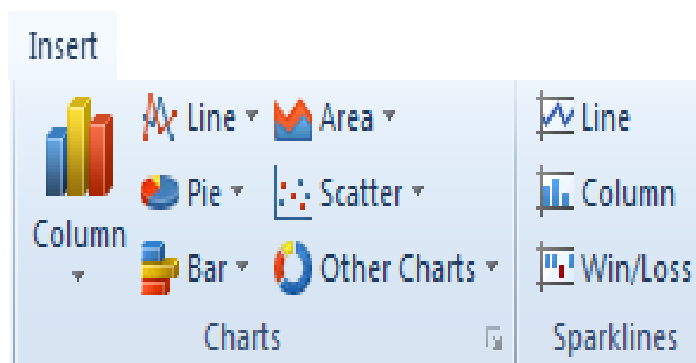 Insert
Column
Line
Pie
Bar
Area
Scatter
Other Charts
Charts
Line
Column
Win/Loss
Sparklines